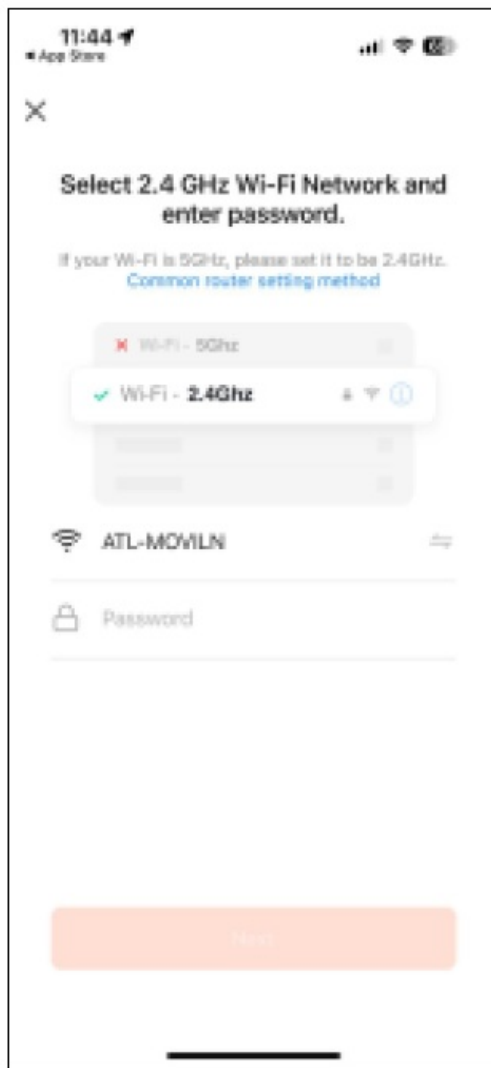 11:44
◀ App Store
Select 2.4 GHz Wi-Fi Network and
enter password.
If your Wi-Fi is 5GHz, please set it to be 2.4GHz.
Common router setting method
Wi-Fi - 5Ghz
Wi-Fi - 2.4Ghz
ATL-MOVILN
Password
Next